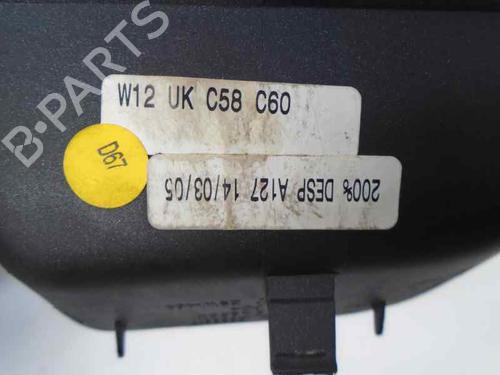 B-PARTS
W12 UK C58 C60
D67
200% DESP A127 14/03/05